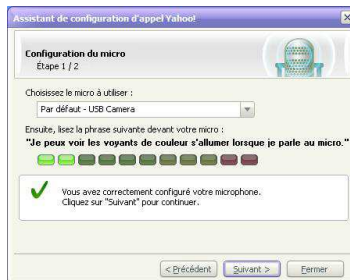 Assistant de configuration d'appel Yahoo!
Configuration du micro
Étape 1 / 2
Choisissez le micro à utiliser :
Par défaut - USB Camera
Ensuite, lisez la phrase suivante devant votre micro :
"Je peux voir les voyants de couleur s'allumer lorsque je parle au micro."
Vous avez correctement configuré votre microphone.
Cliquez sur "Suivant" pour continuer.
< Précédent
Suivant >
Fermer